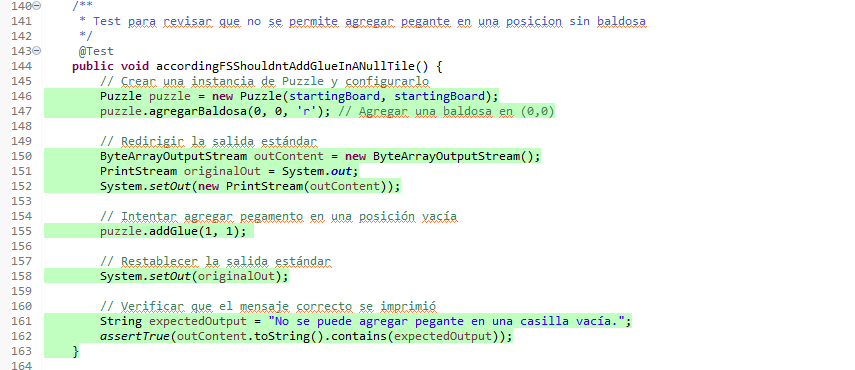 140 /**
141 * Test para revisar que no se permite agregar pegante en una posicion sin baldosa
142 */
143 @Test
144 public void accordingFSShouldntAddGlueInANullTile() {
145 // Crear una instancia de Puzzle y configurarlo
146 Puzzle puzzle = new Puzzle(startingBoard, startingBoard);
147 puzzle.agregarBaldosa(0, 0, 'r'); // Agregar una baldosa en (0,0)
148
149 // Redirigir la salida estándar
150 ByteArrayOutputStream outContent = new ByteArrayOutputStream();
151 PrintStream originalOut = System.out;
152 System.setOut(new PrintStream(outContent));
153
154 // Intentar agregar pegamento en una posición vacía
155 puzzle.addGlue(1, 1);
156
157 // Restablecer la salida estándar
158 System.setOut(originalOut);
159
160 // Verificar que el mensaje correcto se imprimió
161 String expectedOutput = "No se puede agregar pegante en una casilla vacía.";
162 assertTrue(outContent.toString().contains(expectedOutput));
163 }
164